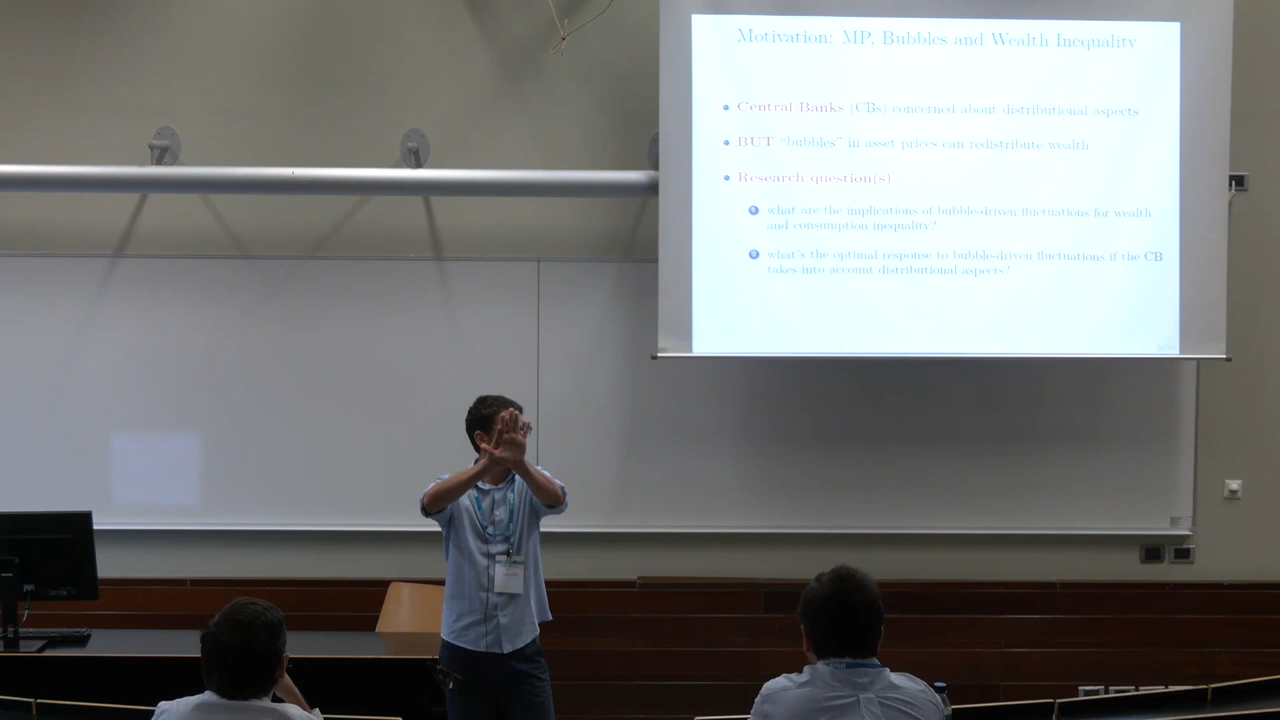 Motivation: MP, Bubbles and Wealth Inequality
Central Banks (CBs) concerned about distributional aspects
BUT "bubbles" in asset prices can redistribute wealth
Research question(s)
1 what are the implications of bubble-driven fluctuations for wealth
and consumption inequality?
2 what's the optimal response to bubble-driven fluctuations if the CB
takes into account distributional aspects?